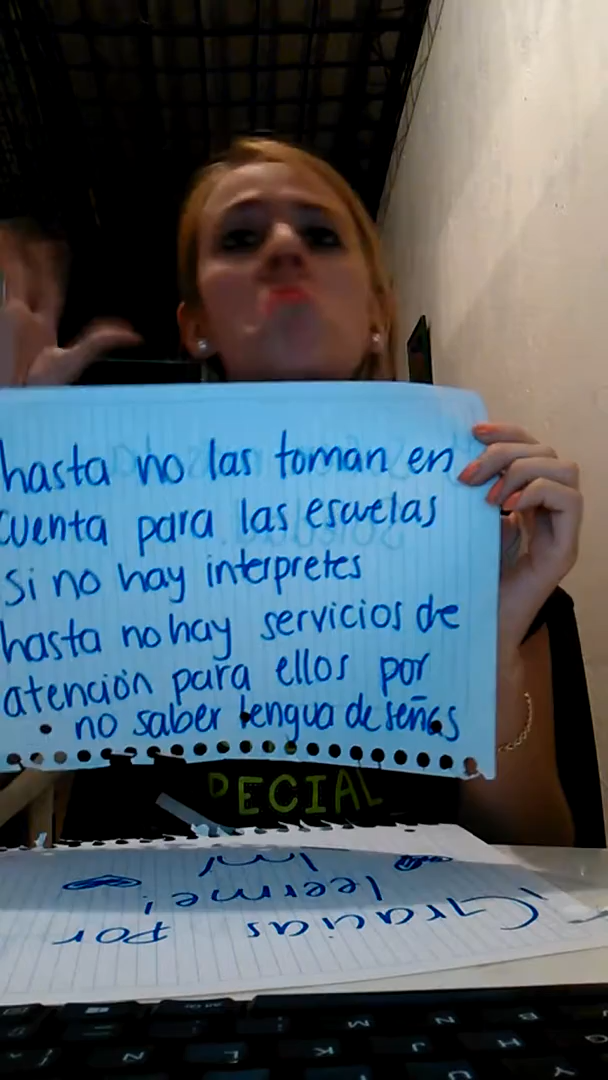 hasta no las toman en
cuenta para las escuelas
si no hay interpretes
hasta no hay servicios de
atención para ellos por
no saber lengua de señas
PECIAL
¡Gracias por
leerme!